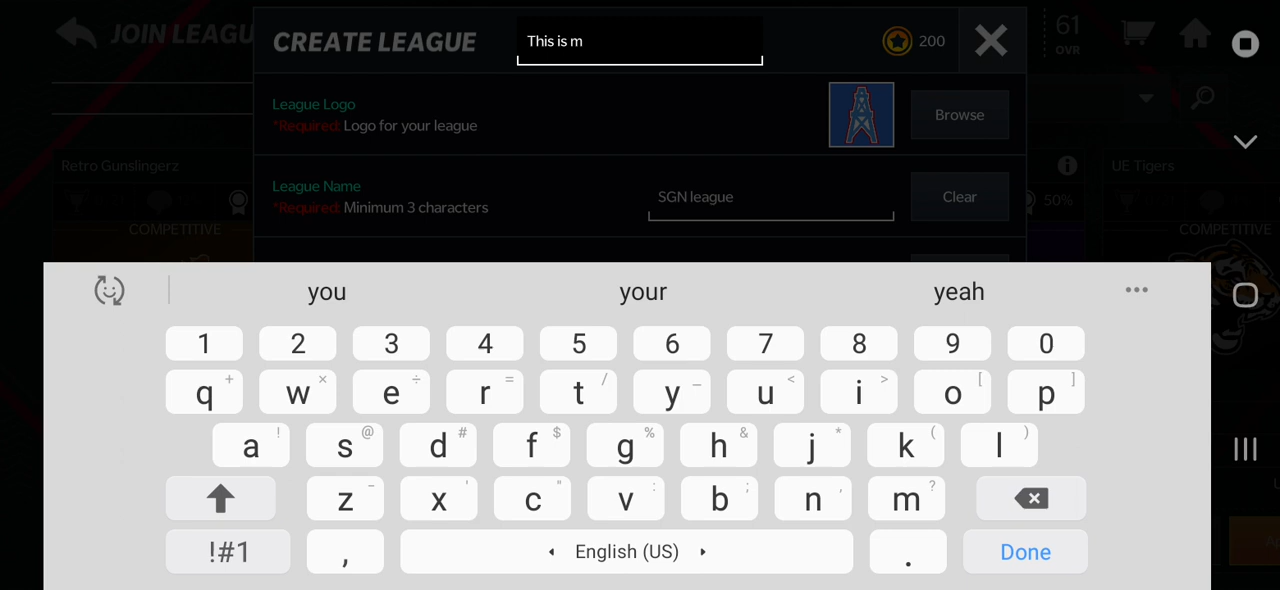 JOIN LEAGU
CREATE LEAGUE
This is m
200
61
OVR
League Logo
*Required: Logo for your league
Browse
Retro Gunslingerz
UE Tigers
League Name
*Required: Minimum 3 characters
SGN league
Clear
50%
COMPETITIVE
COMPETITIVE
you your yeah
1 2 3 4 5 6 7 8 9 0
q + w × e ÷ r = t / y _ u < i > o [ p ]
a ! s @ d # f $ g % h & j * k ( l )
z - x ' c " v : b ; n , m ?
!#1 , English (US) . Done